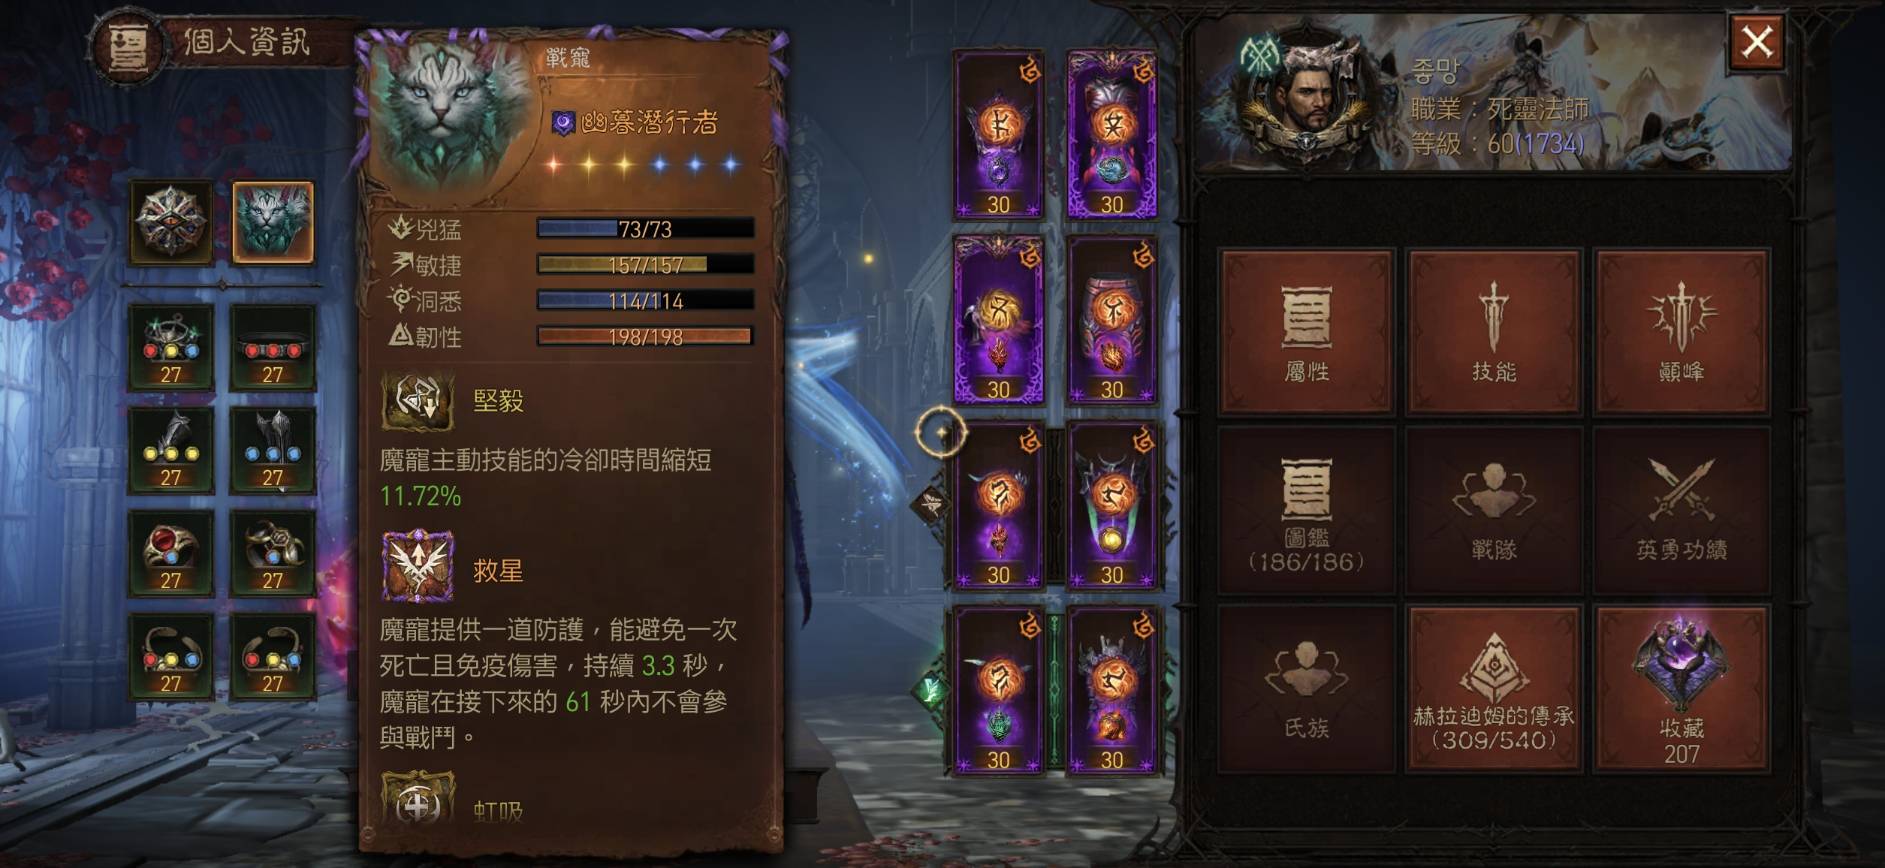 個人資訊
27
27
27
27
27
27
27
27
戰寵
幽暮潛行者
兇猛 73/73
敏捷 157/157
洞悉 114/114
韌性 198/198
堅毅
魔寵主動技能的冷卻時間縮短
11.72%
救星
魔寵提供一道防護，能避免一次
死亡且免疫傷害，持續 3.3 秒，
魔寵在接下來的 61 秒內不會參
與戰鬥。
虹吸
30
30
30
30
30
30
30
30
종망
職業：死靈法師
等級：60(1734)
屬性
技能
巔峰
圖鑑
(186/186)
戰隊
英勇功績
氏族
赫拉迪姆的傳承
(309/540)
收藏
207